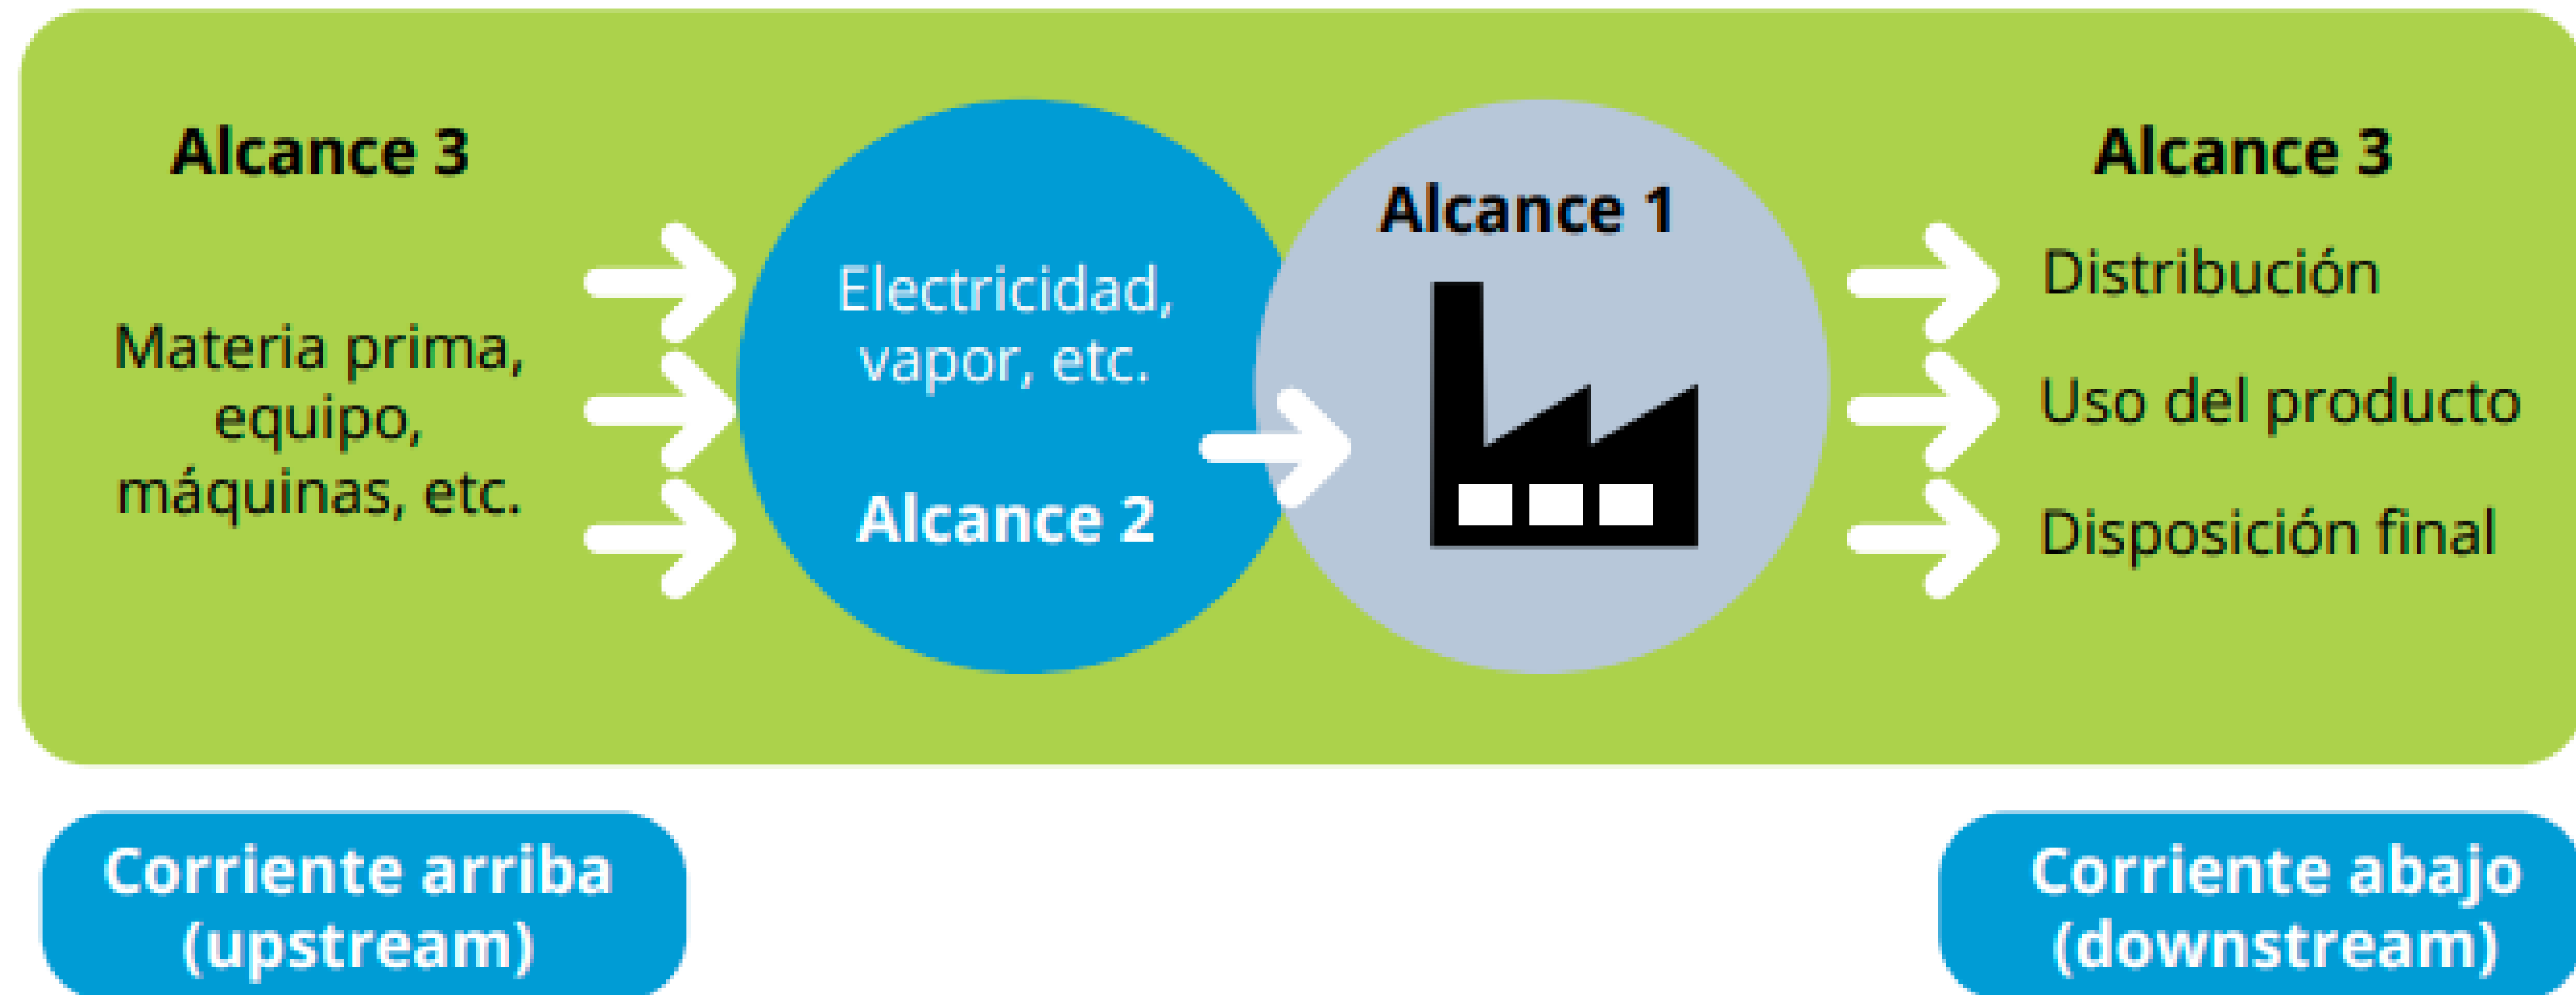 Alcance 3
Materia prima,
equipo,
máquinas, etc.
Electricidad,
vapor, etc.
Alcance 2
Alcance 1
Alcance 3
Distribución
Uso del producto
Disposición final
Corriente arriba
(upstream)
Corriente abajo
(downstream)